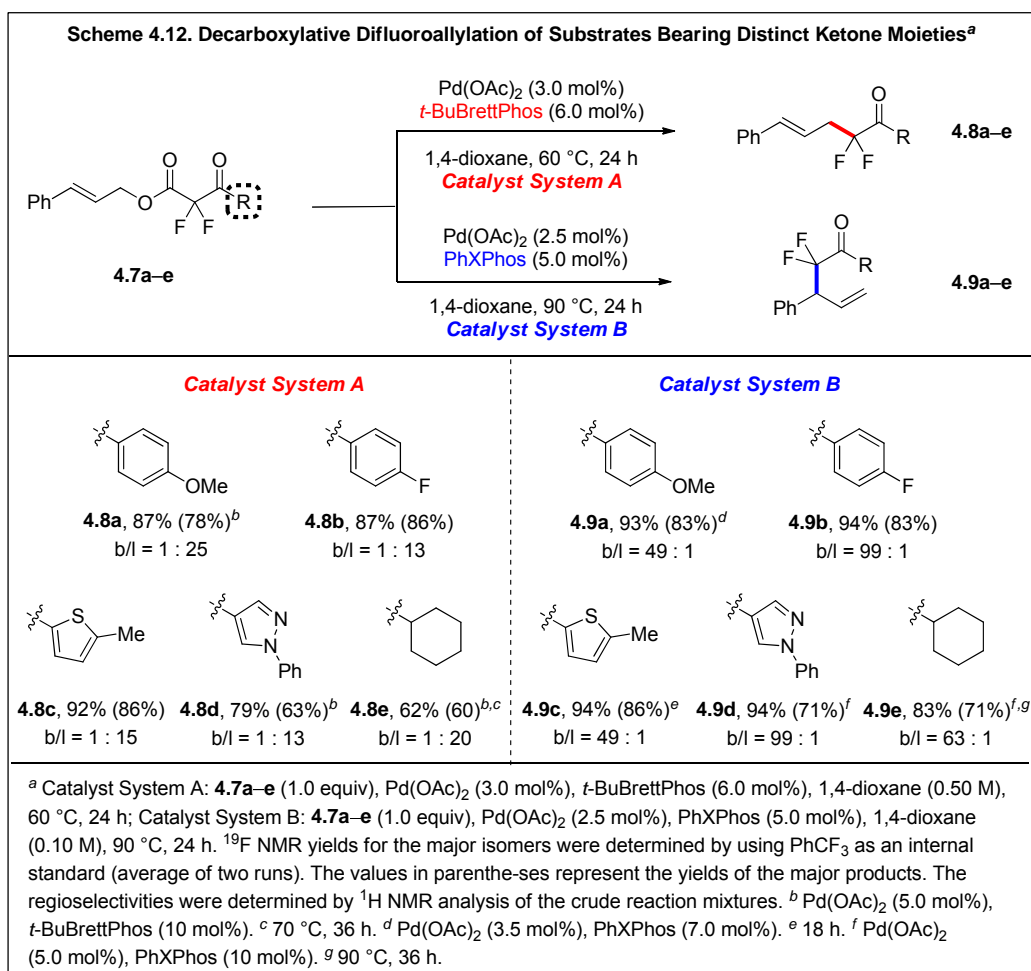 Scheme 4.12. Decarboxylative Difluoroallylation of Substrates Bearing Distinct Ketone Moieties^a
Pd(OAc)2 (3.0 mol%)
t-BuBrettPhos (6.0 mol%)
1,4-dioxane, 60 °C, 24 h
Catalyst System A
Ph
O
F F
R
4.8a–e
Ph
O
O
O
F F
R
4.7a–e
Pd(OAc)2 (2.5 mol%)
PhXPhos (5.0 mol%)
1,4-dioxane, 90 °C, 24 h
Catalyst System B
F
F
O
R
Ph
4.9a–e
Catalyst System A
OMe
F
4.8a, 87% (78%)^b
4.8b, 87% (86%)
b/l = 1 : 25
b/l = 1 : 13
S
Me
N
N
Ph
4.8c, 92% (86%)
4.8d, 79% (63%)^b
4.8e, 62% (60)^b,c
b/l = 1 : 15
b/l = 1 : 13
b/l = 1 : 20
Catalyst System B
OMe
F
4.9a, 93% (83%)^d
4.9b, 94% (83%)
b/l = 49 : 1
b/l = 99 : 1
S
Me
N
N
Ph
4.9c, 94% (86%)^e
4.9d, 94% (71%)^f
4.9e, 83% (71%)^f,g
b/l = 49 : 1
b/l = 99 : 1
b/l = 63 : 1
^a Catalyst System A: 4.7a–e (1.0 equiv), Pd(OAc)2 (3.0 mol%), t-BuBrettPhos (6.0 mol%), 1,4-dioxane (0.50 M),
60 °C, 24 h; Catalyst System B: 4.7a–e (1.0 equiv), Pd(OAc)2 (2.5 mol%), PhXPhos (5.0 mol%), 1,4-dioxane
(0.10 M), 90 °C, 24 h. ^19F NMR yields for the major isomers were determined by using PhCF3 as an internal
standard (average of two runs). The values in parenthe-ses represent the yields of the major products. The
regioselectivities were determined by ^1H NMR analysis of the crude reaction mixtures. ^b Pd(OAc)2 (5.0 mol%),
t-BuBrettPhos (10 mol%). ^c 70 °C, 36 h. ^d Pd(OAc)2 (3.5 mol%), PhXPhos (7.0 mol%). ^e 18 h. ^f Pd(OAc)2
(5.0 mol%), PhXPhos (10 mol%). ^g 90 °C, 36 h.